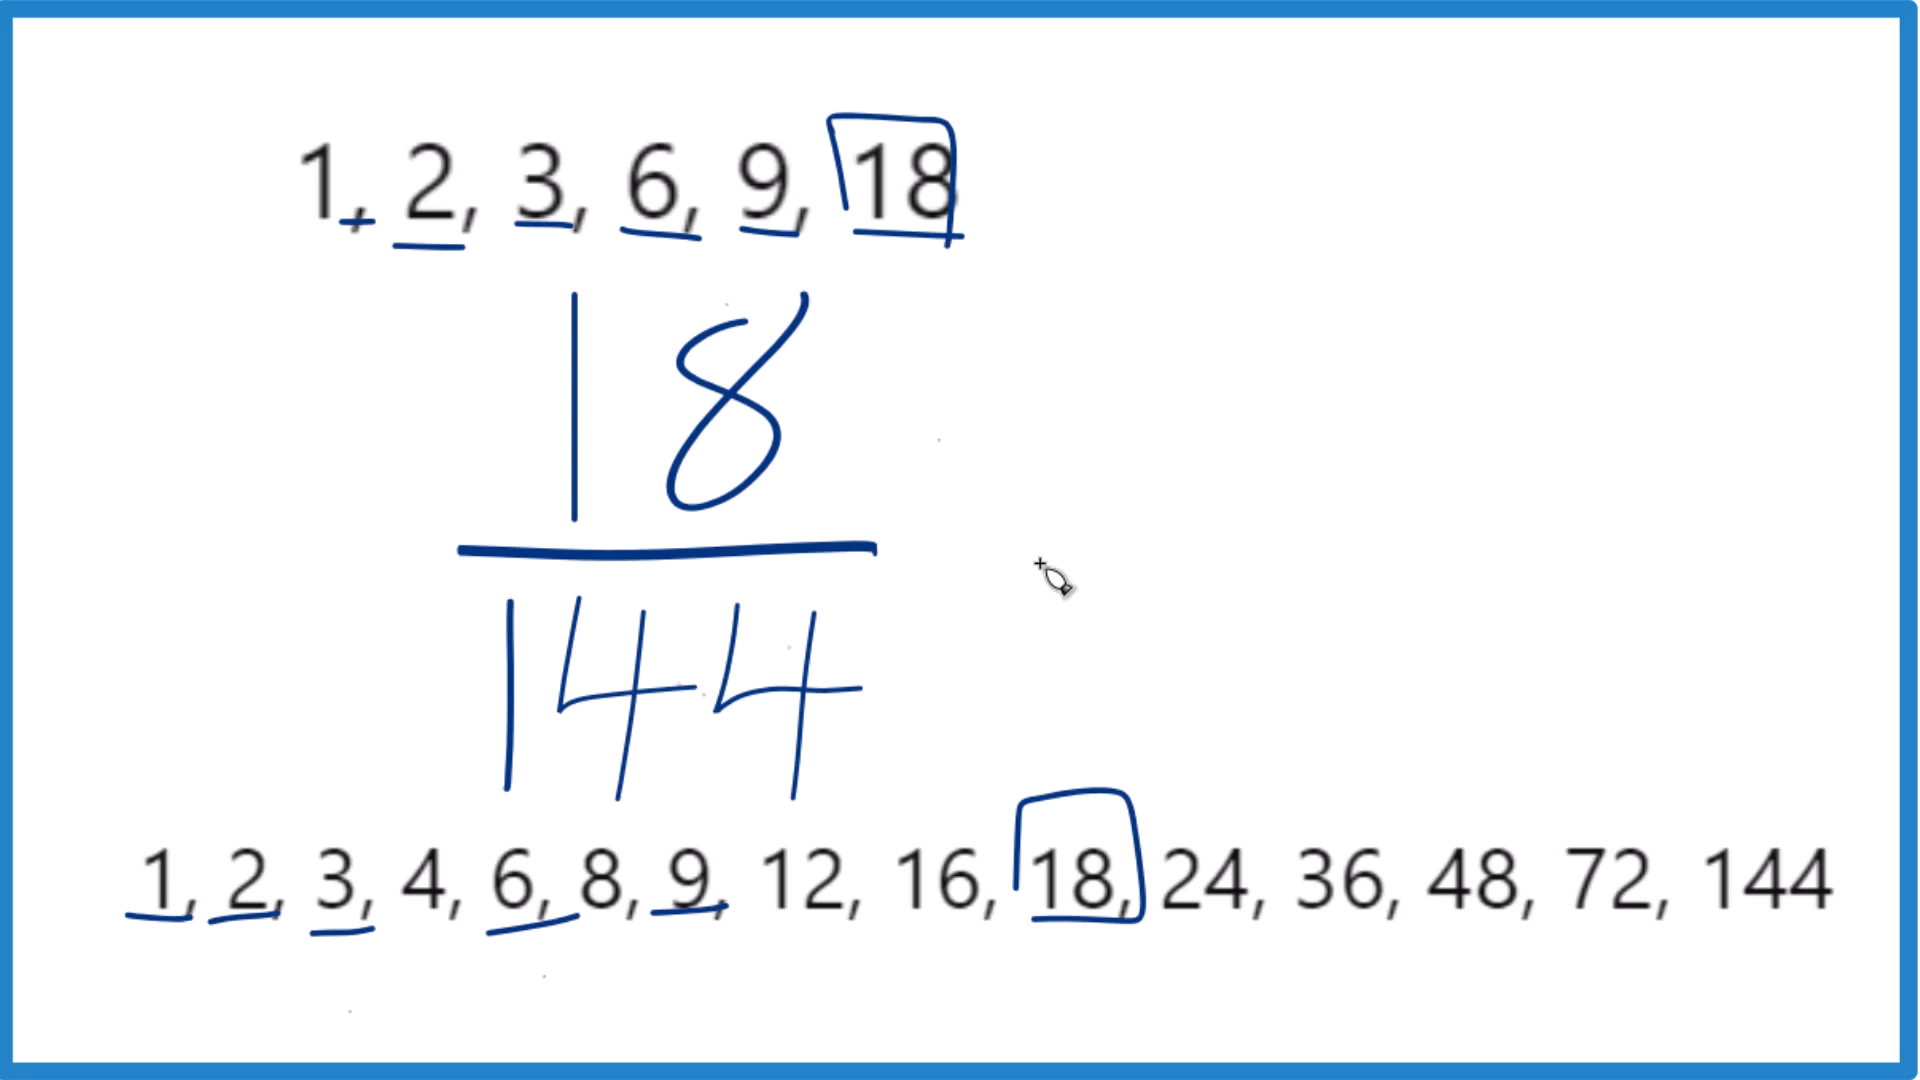 1, 2, 3, 6, 9, 18
18
144
1, 2, 3, 4, 6, 8, 9, 12, 16, 18, 24, 36, 48, 72, 144